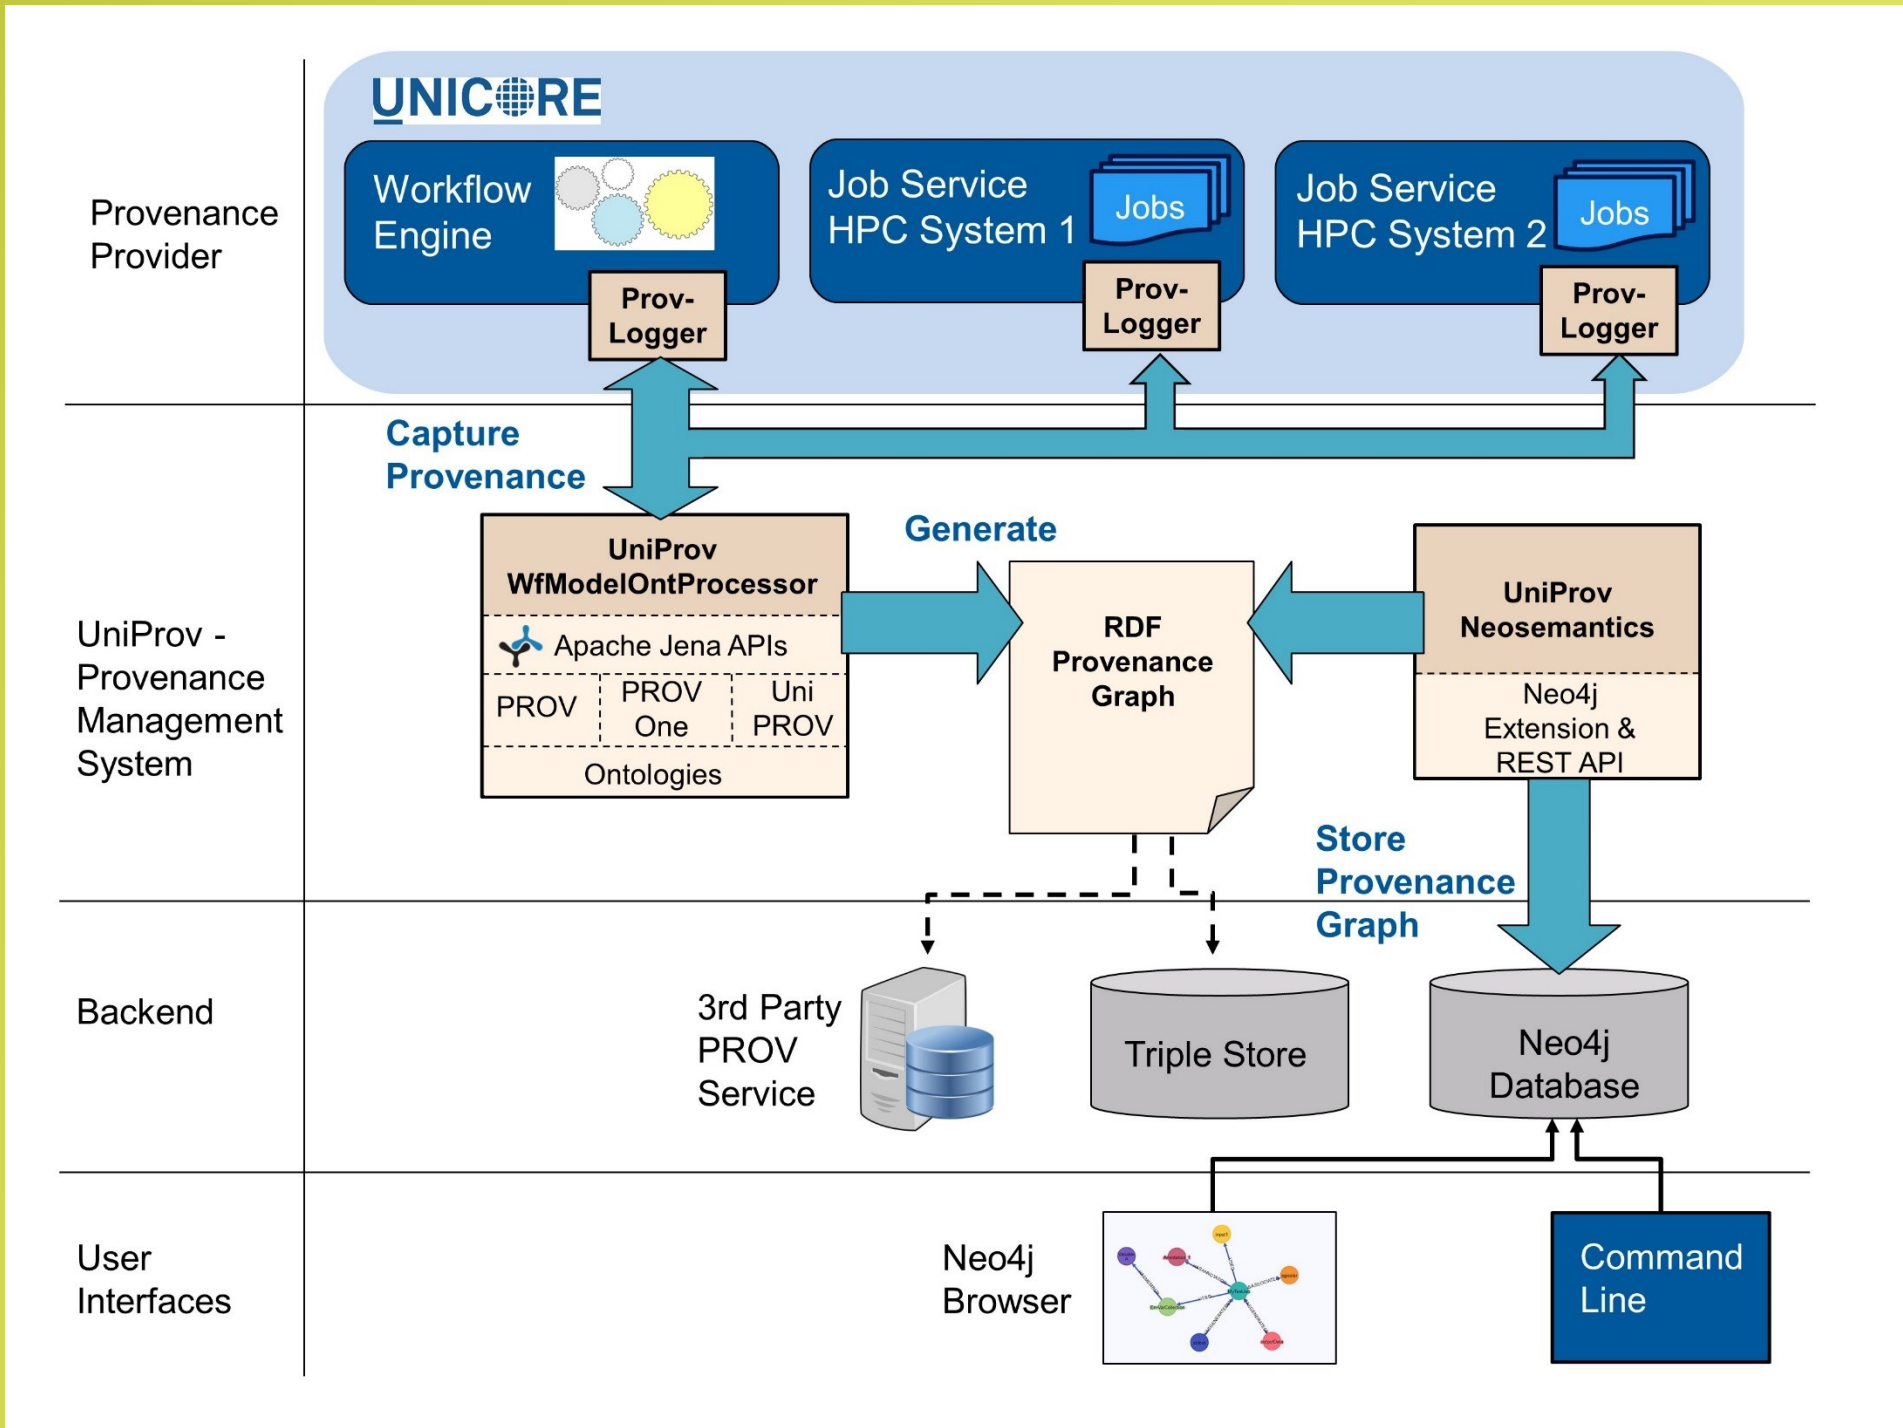 UNICORE
Provenance
Provider
Workflow
Engine
Prov-
Logger
Job Service
HPC System 1
Jobs
Prov-
Logger
Job Service
HPC System 2
Jobs
Prov-
Logger
UniProv -
Provenance
Management
System
Capture
Provenance
UniProv
WfModelOntProcessor
Apache Jena APIs
PROV
PROV
One
Uni
PROV
Ontologies
Generate
RDF
Provenance
Graph
UniProv
Neosemantics
Neo4j
Extension &
REST API
Store
Provenance
Graph
Backend
3rd Party
PROV
Service
Triple Store
Neo4j
Database
User
Interfaces
Neo4j
Browser
Command
Line